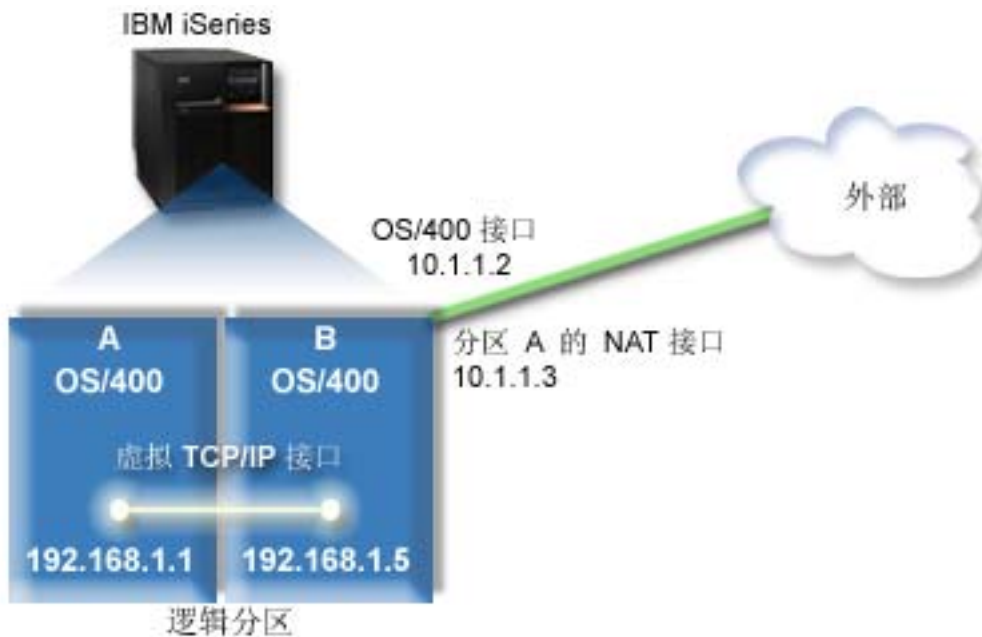 IBM iSeries
外部
OS/400 接口
10.1.1.2
分区 A 的 NAT 接口
10.1.1.3
A
OS/400
B
OS/400
虚拟 TCP/IP 接口
192.168.1.1
192.168.1.5
逻辑分区